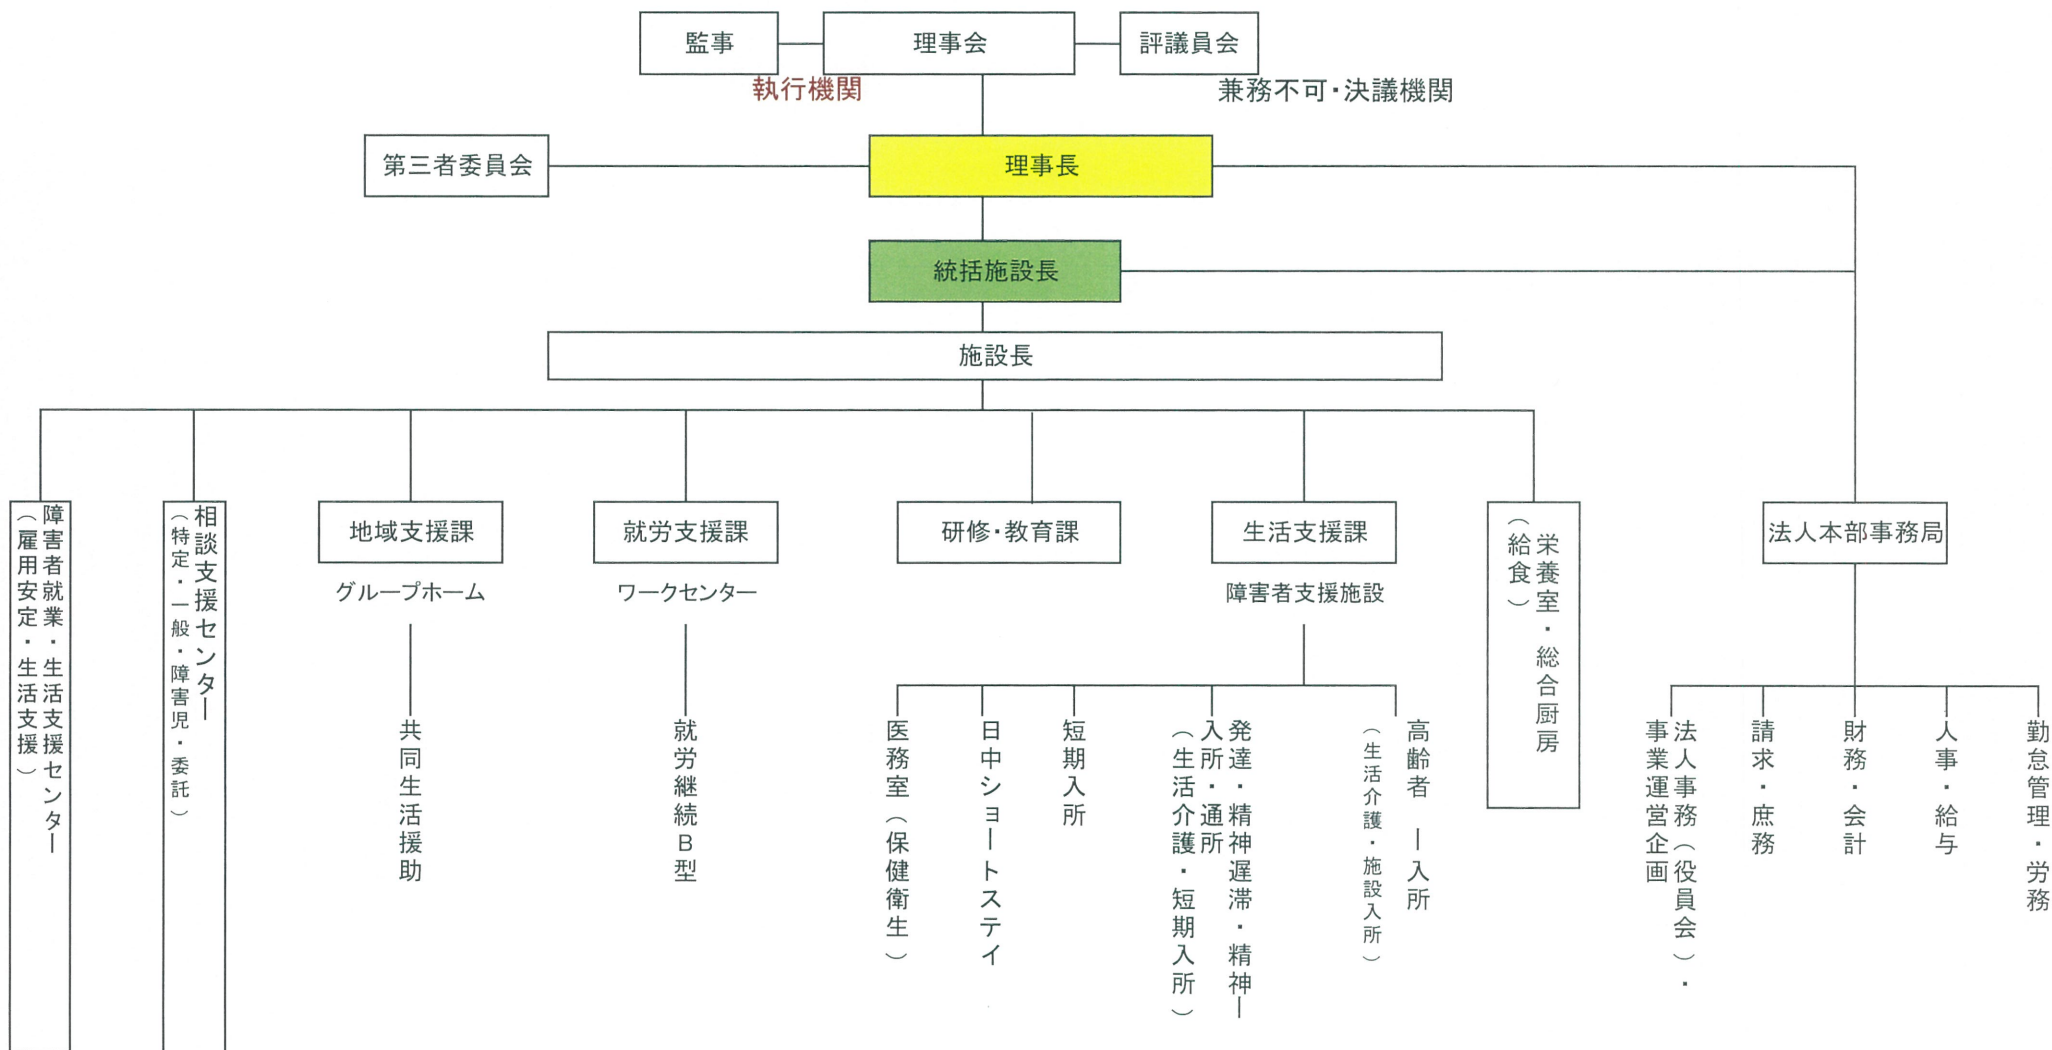 監事
理事会
評議員会
執行機関
兼務不可・決議機関
第三者委員会
理事長
統括施設長
施設長
障害者就業・生活支援センター
（雇用安定・生活支援）
相談支援センター
（特定・一般・障害児・委託）
地域支援課
グループホーム
共同生活援助
就労支援課
ワークセンター
就労継続B型
研修・教育課
生活支援課
障害者支援施設
医務室（保健衛生）
日中ショートステイ
短期入所
発達・精神遅滞・精神ー
入所・通所
（生活介護・短期入所）
高齢者　ー入所
（生活介護・施設入所）
栄養室・総合厨房
（給食）
法人本部事務局
法人事務（役員会）・
事業運営企画
請求・庶務
財務・会計
人事・給与
勤怠管理・労務